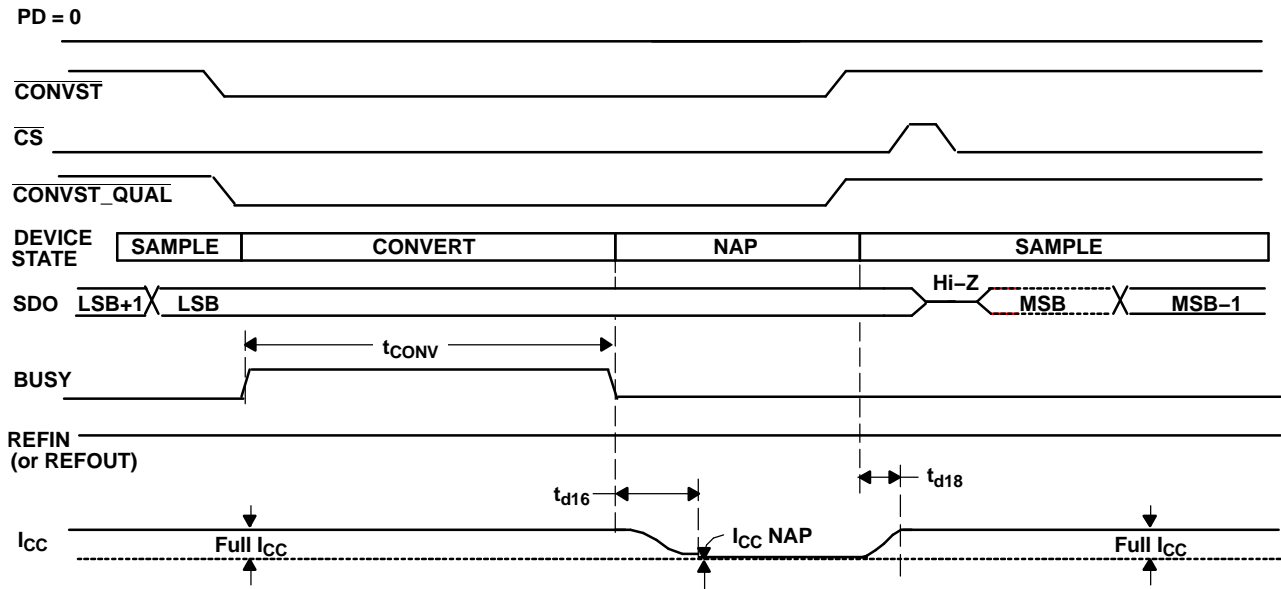 PD = 0
CONVST
CS
CONVST_QUAL
DEVICE STATE
SAMPLE
CONVERT
NAP
SAMPLE
SDO
LSB+1
LSB
Hi–Z
MSB
MSB–1
tCONV
BUSY
REFIN
(or REFOUT)
td16
td18
ICC
Full ICC
ICC NAP
Full ICC